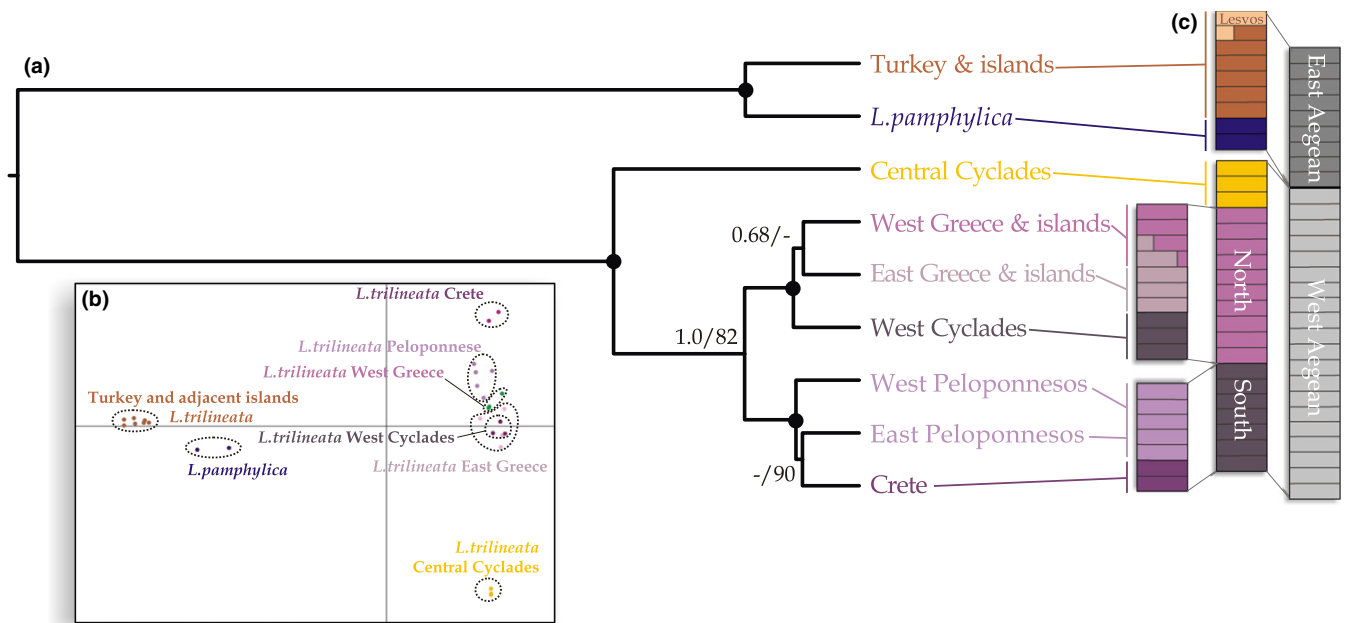 (a)
Turkey & islands
L.pamphylica
Central Cyclades
West Greece & islands
East Greece & islands
West Cyclades
West Peloponnesos
East Peloponnesos
Crete
0.68/-
1.0/82
-/90
(b)
L.trilineata Crete
L.trilineata Peloponnese
L.trilineata West Greece
Turkey and adjacent islands
L.trilineata
L.trilineata West Cyclades
L.pamphylica
L.trilineata East Greece
L.trilineata
Central Cyclades
(c)
Lesvos
North
South
East Aegean
West Aegean